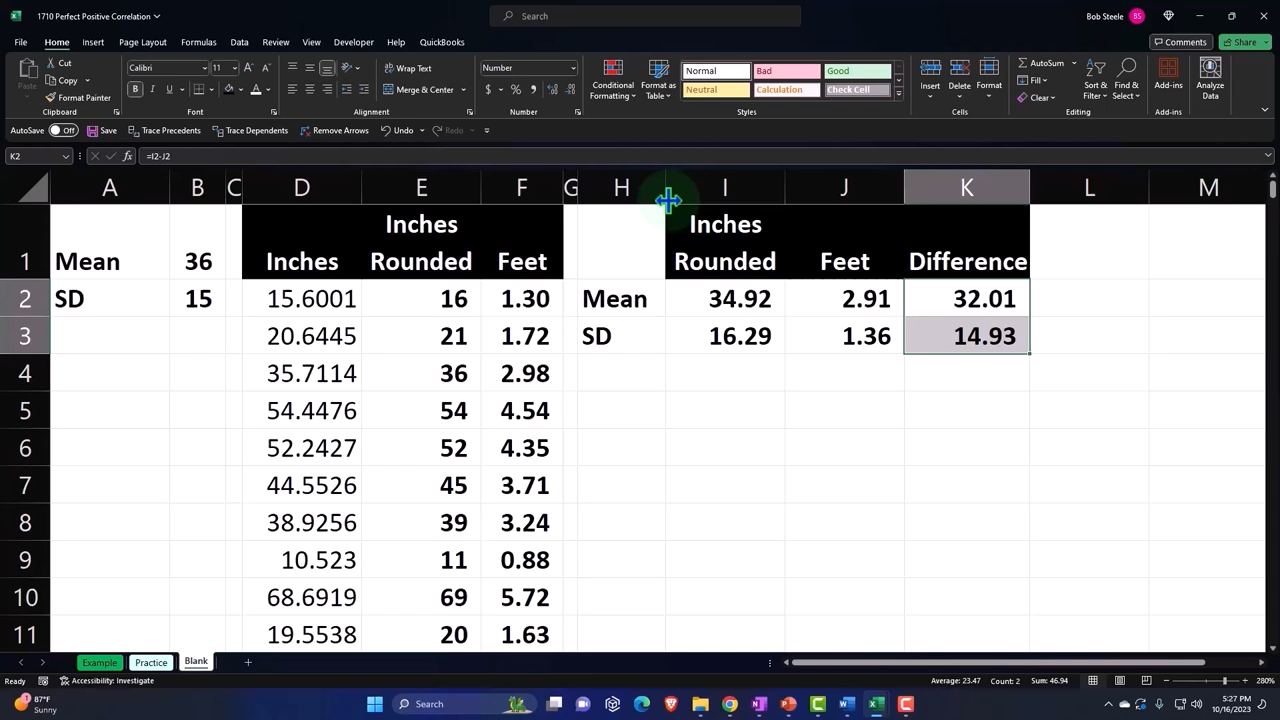 1710 Perfect Positive Correlation
Search
Bob Steele BS
File Home Insert Page Layout Formulas Data Review View Developer Help QuickBooks
Comments Share
Cut
Copy
Format Painter
Paste
Clipboard
Calibri 11
B I U
Font
Wrap Text
Merge & Center
Alignment
Number
$ %
Number
Conditional Formatting
Format as Table
Normal Bad Good
Neutral Calculation Check Cell
Styles
Insert Delete Format
Cells
AutoSum
Fill
Clear
Sort & Filter
Find & Select
Editing
Add-ins
Add-ins
Analyze Data
AutoSave Off Save Trace Precedents Trace Dependents Remove Arrows Undo Redo
K2 fx =I2-J2
A B C D E F G H I J K L M
Inches Inches
1 Mean 36 Inches Rounded Feet Rounded Feet Difference
2 SD 15 15.6001 16 1.30 Mean 34.92 2.91 32.01
3 20.6445 21 1.72 SD 16.29 1.36 14.93
4 35.7114 36 2.98
5 54.4476 54 4.54
6 52.2427 52 4.35
7 44.5526 45 3.71
8 38.9256 39 3.24
9 10.523 11 0.88
10 68.6919 69 5.72
11 19.5538 20 1.63
Example Practice Blank
Ready Accessibility: Investigate Average: 23.47 Count: 2 Sum: 46.94 280%
87°F
Sunny
Search
5:27 PM
10/16/2023